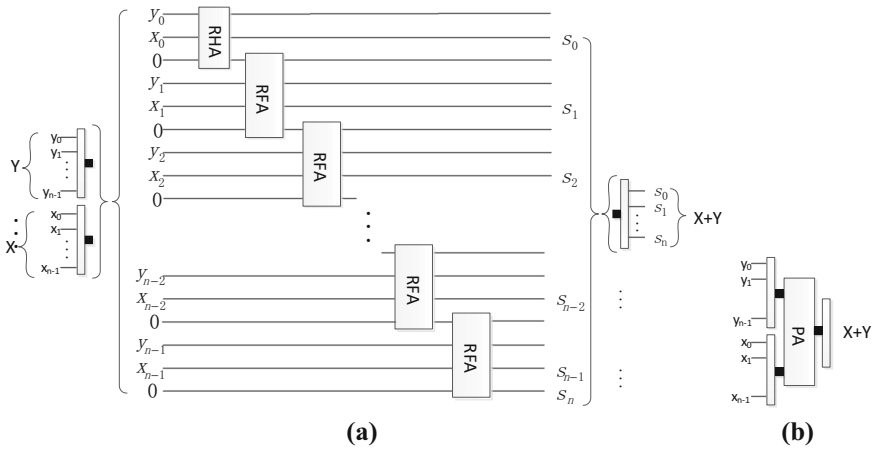 y₀
x₀
0
RHA
S₀
y₁
x₁
0
RFA
S₁
y₂
x₂
0
RFA
S₂
⋮
yₙ₋₂
xₙ₋₂
0
RFA
Sₙ₋₂
⋮
yₙ₋₁
xₙ₋₁
0
RFA
Sₙ₋₁
Sₙ
⋮
Y
y₀
y₁
⋮
yₙ₋₁
X
x₀
x₁
⋮
xₙ₋₁
s₀
s₁
⋮
sₙ
X+Y
(a)
y₀
y₁
yₙ₋₁
x₀
x₁
xₙ₋₁
PA
X+Y
(b)